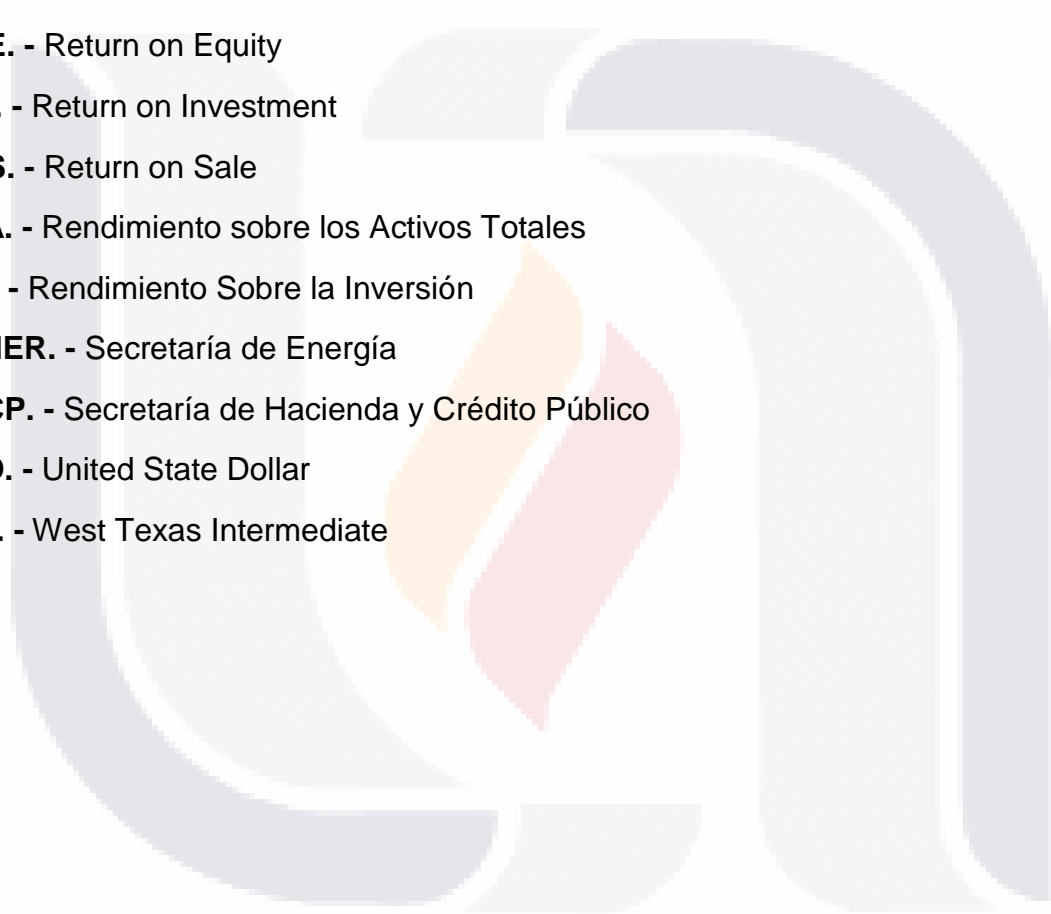 E. - Return on Equity
. - Return on Investment
S. - Return on Sale
A. - Rendimiento sobre los Activos Totales
. - Rendimiento Sobre la Inversión
ER. - Secretaría de Energía
CP. - Secretaría de Hacienda y Crédito Público
D. - United State Dollar
. - West Texas Intermediate